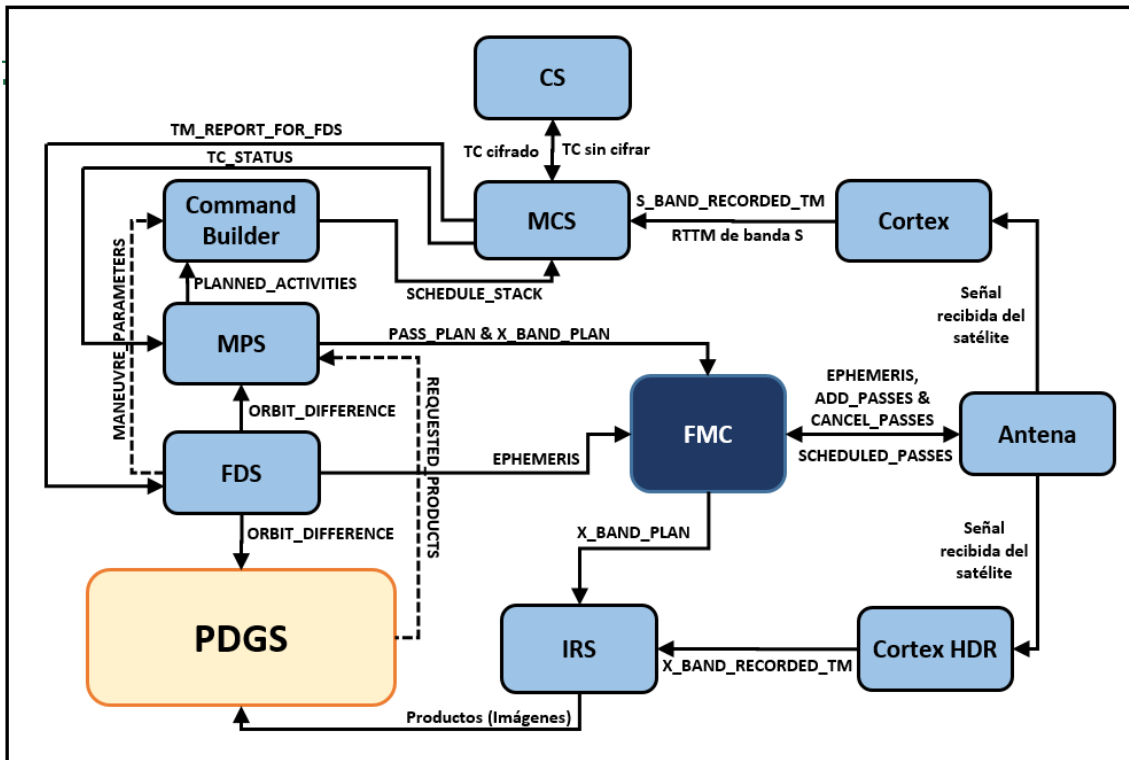 CS
TM_REPORT_FOR_FDS
TC cifrado
TC sin cifrar
TC_STATUS
Command
Builder
MCS
S_BAND_RECORDED_TM
RTTM de banda S
Cortex
MANEUVRE_PARAMETERS
PLANNED_ACTIVITIES
SCHEDULE_STACK
Señal
recibida del
satélite
MPS
PASS_PLAN & X_BAND_PLAN
REQUESTED_PRODUCTS
ORBIT_DIFFERENCE
FMC
EPHEMERIS,
ADD_PASSES &
CANCEL_PASSES
SCHEDULED_PASSES
Antena
FDS
EPHEMERIS
ORBIT_DIFFERENCE
X_BAND_PLAN
Señal
recibida del
satélite
PDGS
IRS
X_BAND_RECORDED_TM
Cortex HDR
Productos (Imágenes)